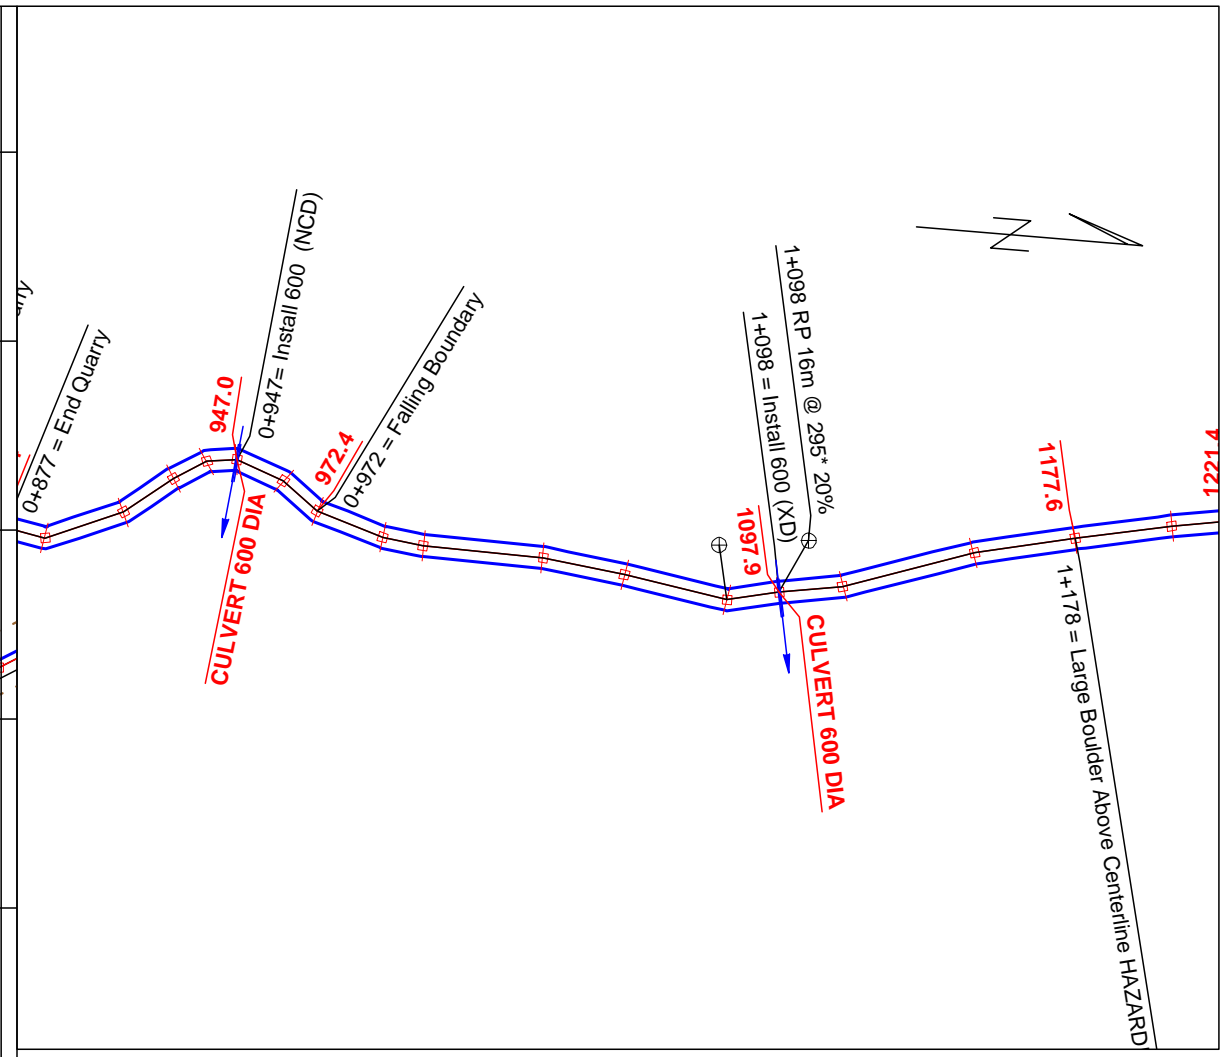 0+877 = End Quarry
947.0
0+947= Install 600 (NCD)
CULVERT 600 DIA
972.4
0+972 = Falling Boundary
1+098 RP 16m @ 295* 20%
1+098 = Install 600 (XD)
1097.9
CULVERT 600 DIA
1177.6
1+178 = Large Boulder Above Centerline HAZARD
1221.4
N